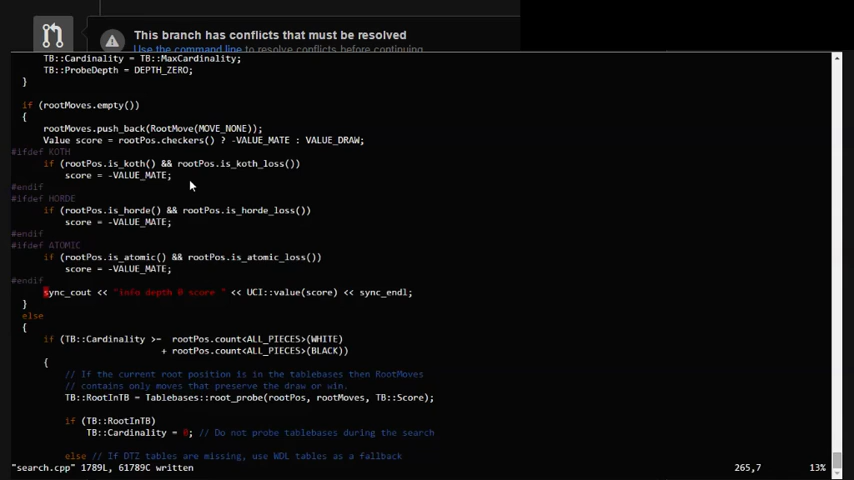 This branch has conflicts that must be resolved
Use the command line to resolve conflicts before continuing.
TB::Cardinality = TB::MaxCardinality;
TB::ProbeDepth = DEPTH_ZERO;
}
if (rootMoves.empty())
{
rootMoves.push_back(RootMove(MOVE_NONE));
Value score = rootPos.checkers() ? -VALUE_MATE : VALUE_DRAW;
#ifdef KOTH
if (rootPos.is_koth() && rootPos.is_koth_loss())
score = -VALUE_MATE;
#endif
#ifdef HORDE
if (rootPos.is_horde() && rootPos.is_horde_loss())
score = -VALUE_MATE;
#endif
#ifdef ATOMIC
if (rootPos.is_atomic() && rootPos.is_atomic_loss())
score = -VALUE_MATE;
#endif
sync_cout << "info depth 0 score " << UCI::value(score) << sync_endl;
}
else
{
if (TB::Cardinality >=  rootPos.count<ALL_PIECES>(WHITE)
+ rootPos.count<ALL_PIECES>(BLACK))
{
// If the current root position is in the tablebases then RootMoves
// contains only moves that preserve the draw or win.
TB::RootInTB = Tablebases::root_probe(rootPos, rootMoves, TB::Score);
if (TB::RootInTB)
TB::Cardinality = 0; // Do not probe tablebases during the search
else // If DTZ tables are missing, use WDL tables as a fallback
"search.cpp" 1789L, 61789C written 265,7 13%